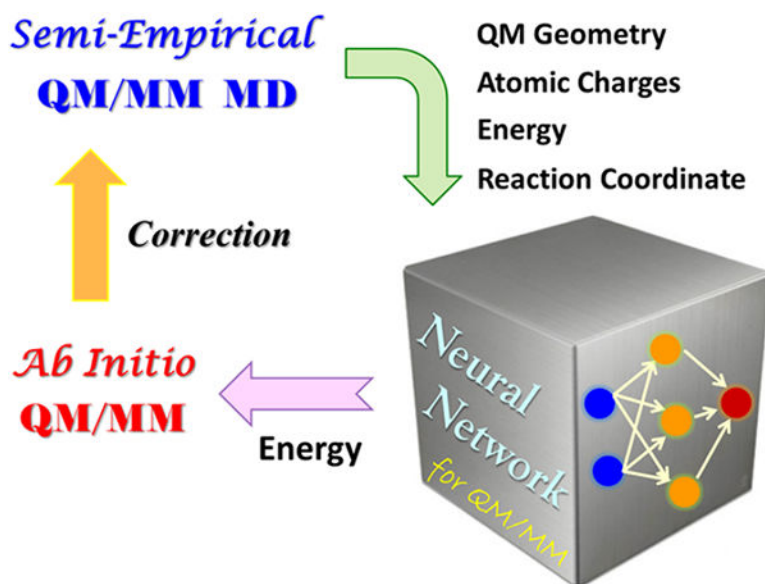 Semi-Empirical
QM/MM MD
QM Geometry
Atomic Charges
Energy
Reaction Coordinate
Correction
Ab Initio
QM/MM
Energy
Neural
Network
for QM/MM